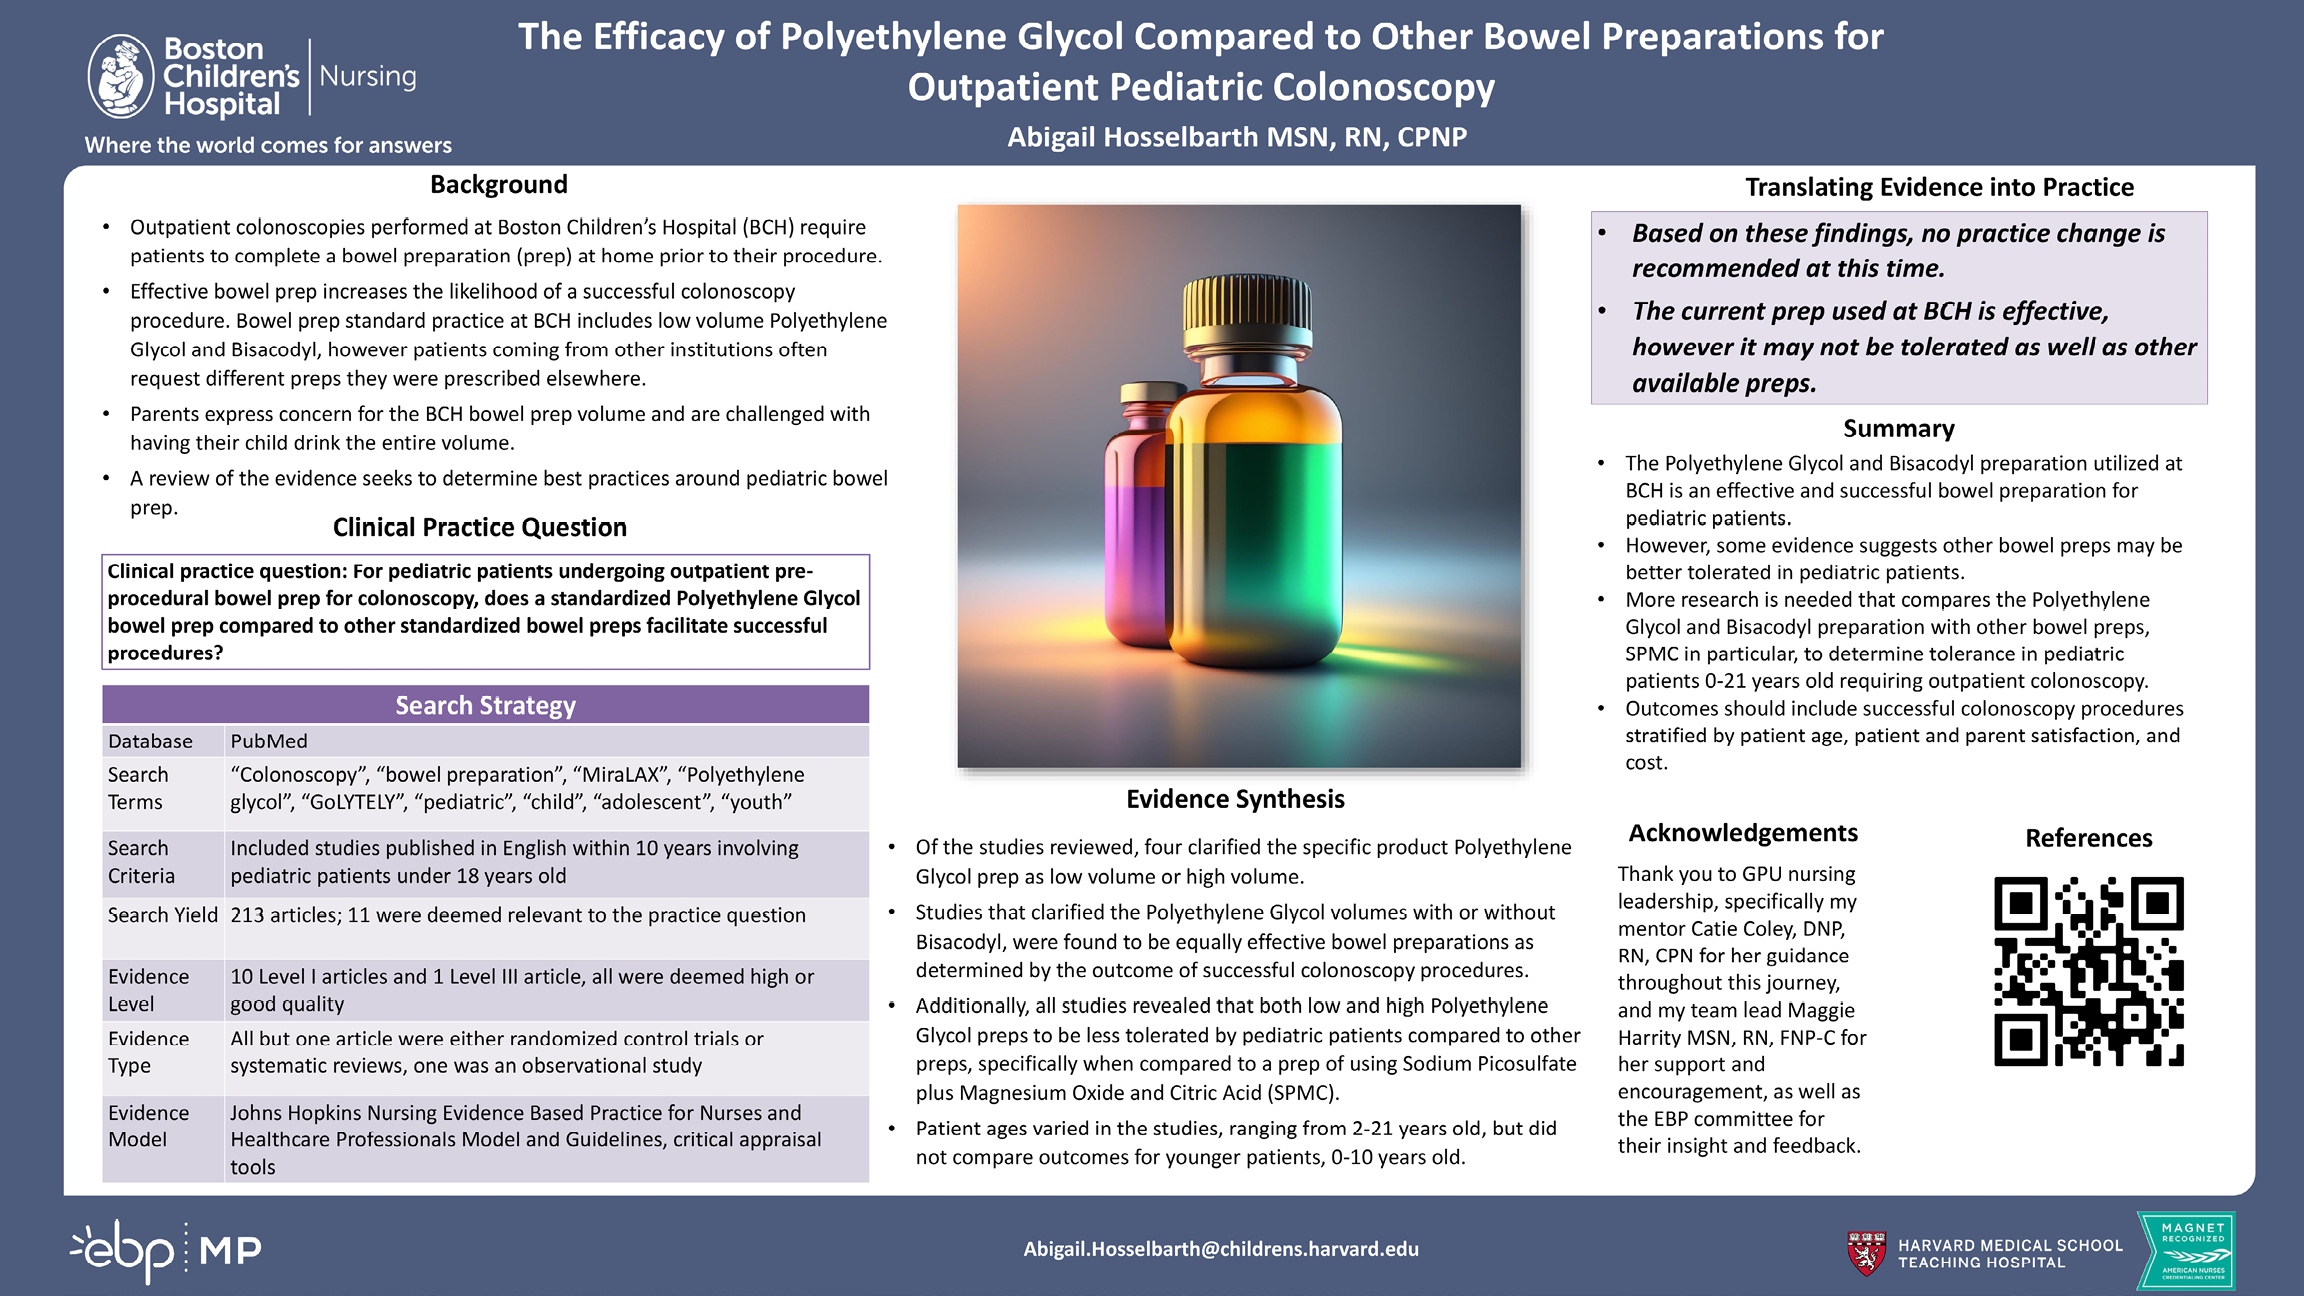 Boston
Children's
Hospital
Nursing
Where the world comes for answers
The Efficacy of Polyethylene Glycol Compared to Other Bowel Preparations for
Outpatient Pediatric Colonoscopy
Abigail Hosselbarth MSN, RN, CPNP
Background
• Outpatient colonoscopies performed at Boston Children's Hospital (BCH) require
patients to complete a bowel preparation (prep) at home prior to their procedure.
• Effective bowel prep increases the likelihood of a successful colonoscopy
procedure. Bowel prep standard practice at BCH includes low volume Polyethylene
Glycol and Bisacodyl, however patients coming from other institutions often
request different preps they were prescribed elsewhere.
• Parents express concern for the BCH bowel prep volume and are challenged with
having their child drink the entire volume.
• A review of the evidence seeks to determine best practices around pediatric bowel
prep.
Clinical Practice Question
Clinical practice question: For pediatric patients undergoing outpatient pre-
procedural bowel prep for colonoscopy, does a standardized Polyethylene Glycol
bowel prep compared to other standardized bowel preps facilitate successful
procedures?
Search Strategy
Database PubMed
Search Terms
"Colonoscopy", "bowel preparation", "MiraLAX", "Polyethylene
glycol", "GoLYTELY", "pediatric", "child", "adolescent", "youth"
Search Criteria
Included studies published in English within 10 years involving
pediatric patients under 18 years old
Search Yield 213 articles; 11 were deemed relevant to the practice question
Evidence Level
10 Level I articles and 1 Level III article, all were deemed high or
good quality
Evidence Type
All but one article were either randomized control trials or
systematic reviews, one was an observational study
Evidence Model
Johns Hopkins Nursing Evidence Based Practice for Nurses and
Healthcare Professionals Model and Guidelines, critical appraisal
tools
Evidence Synthesis
• Of the studies reviewed, four clarified the specific product Polyethylene
Glycol prep as low volume or high volume.
• Studies that clarified the Polyethylene Glycol volumes with or without
Bisacodyl, were found to be equally effective bowel preparations as
determined by the outcome of successful colonoscopy procedures.
• Additionally, all studies revealed that both low and high Polyethylene
Glycol preps to be less tolerated by pediatric patients compared to other
preps, specifically when compared to a prep of using Sodium Picosulfate
plus Magnesium Oxide and Citric Acid (SPMC).
• Patient ages varied in the studies, ranging from 2-21 years old, but did
not compare outcomes for younger patients, 0-10 years old.
Translating Evidence into Practice
• Based on these findings, no practice change is
recommended at this time.
• The current prep used at BCH is effective,
however it may not be tolerated as well as other
available preps.
Summary
• The Polyethylene Glycol and Bisacodyl preparation utilized at
BCH is an effective and successful bowel preparation for
pediatric patients.
• However, some evidence suggests other bowel preps may be
better tolerated in pediatric patients.
• More research is needed that compares the Polyethylene
Glycol and Bisacodyl preparation with other bowel preps,
SPMC in particular, to determine tolerance in pediatric
patients 0-21 years old requiring outpatient colonoscopy.
• Outcomes should include successful colonoscopy procedures
stratified by patient age, patient and parent satisfaction, and
cost.
Acknowledgements
Thank you to GPU nursing
leadership, specifically my
mentor Catie Coley, DNP,
RN, CPN for her guidance
throughout this journey,
and my team lead Maggie
Harrity MSN, RN, FNP-C for
her support and
encouragement, as well as
the EBP committee for
their insight and feedback.
References
ebp MP
Abigail.Hosselbarth@childrens.harvard.edu
HARVARD MEDICAL SCHOOL
TEACHING HOSPITAL
MAGNET
RECOGNIZED
AMERICAN NURSES
CREDENTIALING CENTER